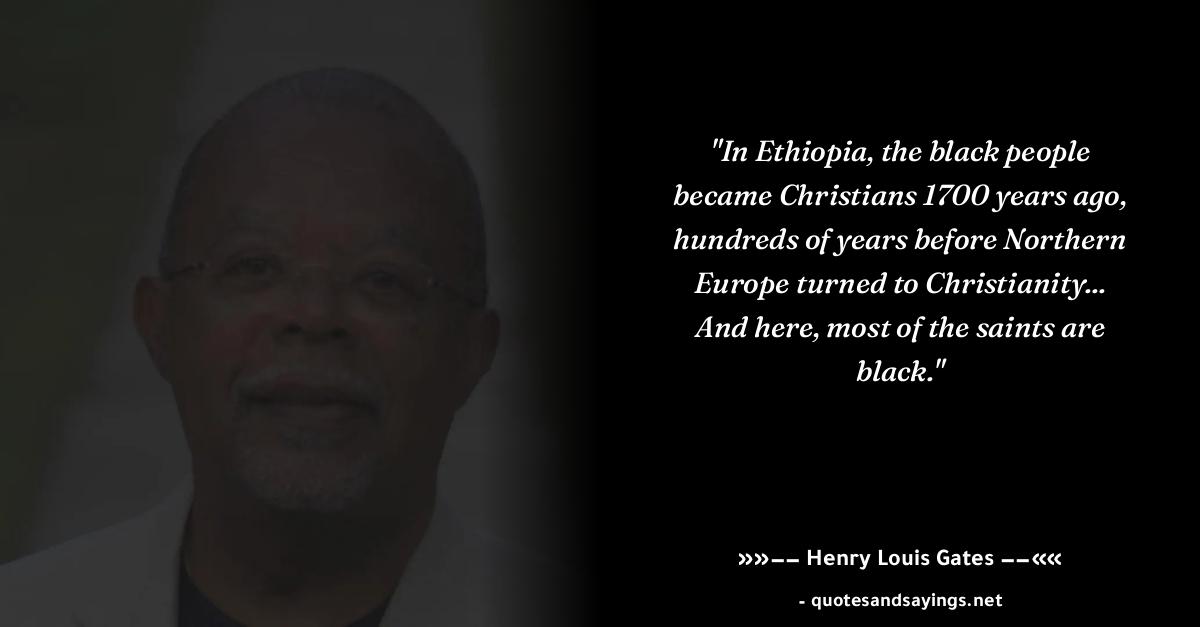 "In Ethiopia, the black people
became Christians 1700 years ago,
hundreds of years before Northern
Europe turned to Christianity...
And here, most of the saints are
black."
»»−− Henry Louis Gates −−««
- quotesandsayings.net